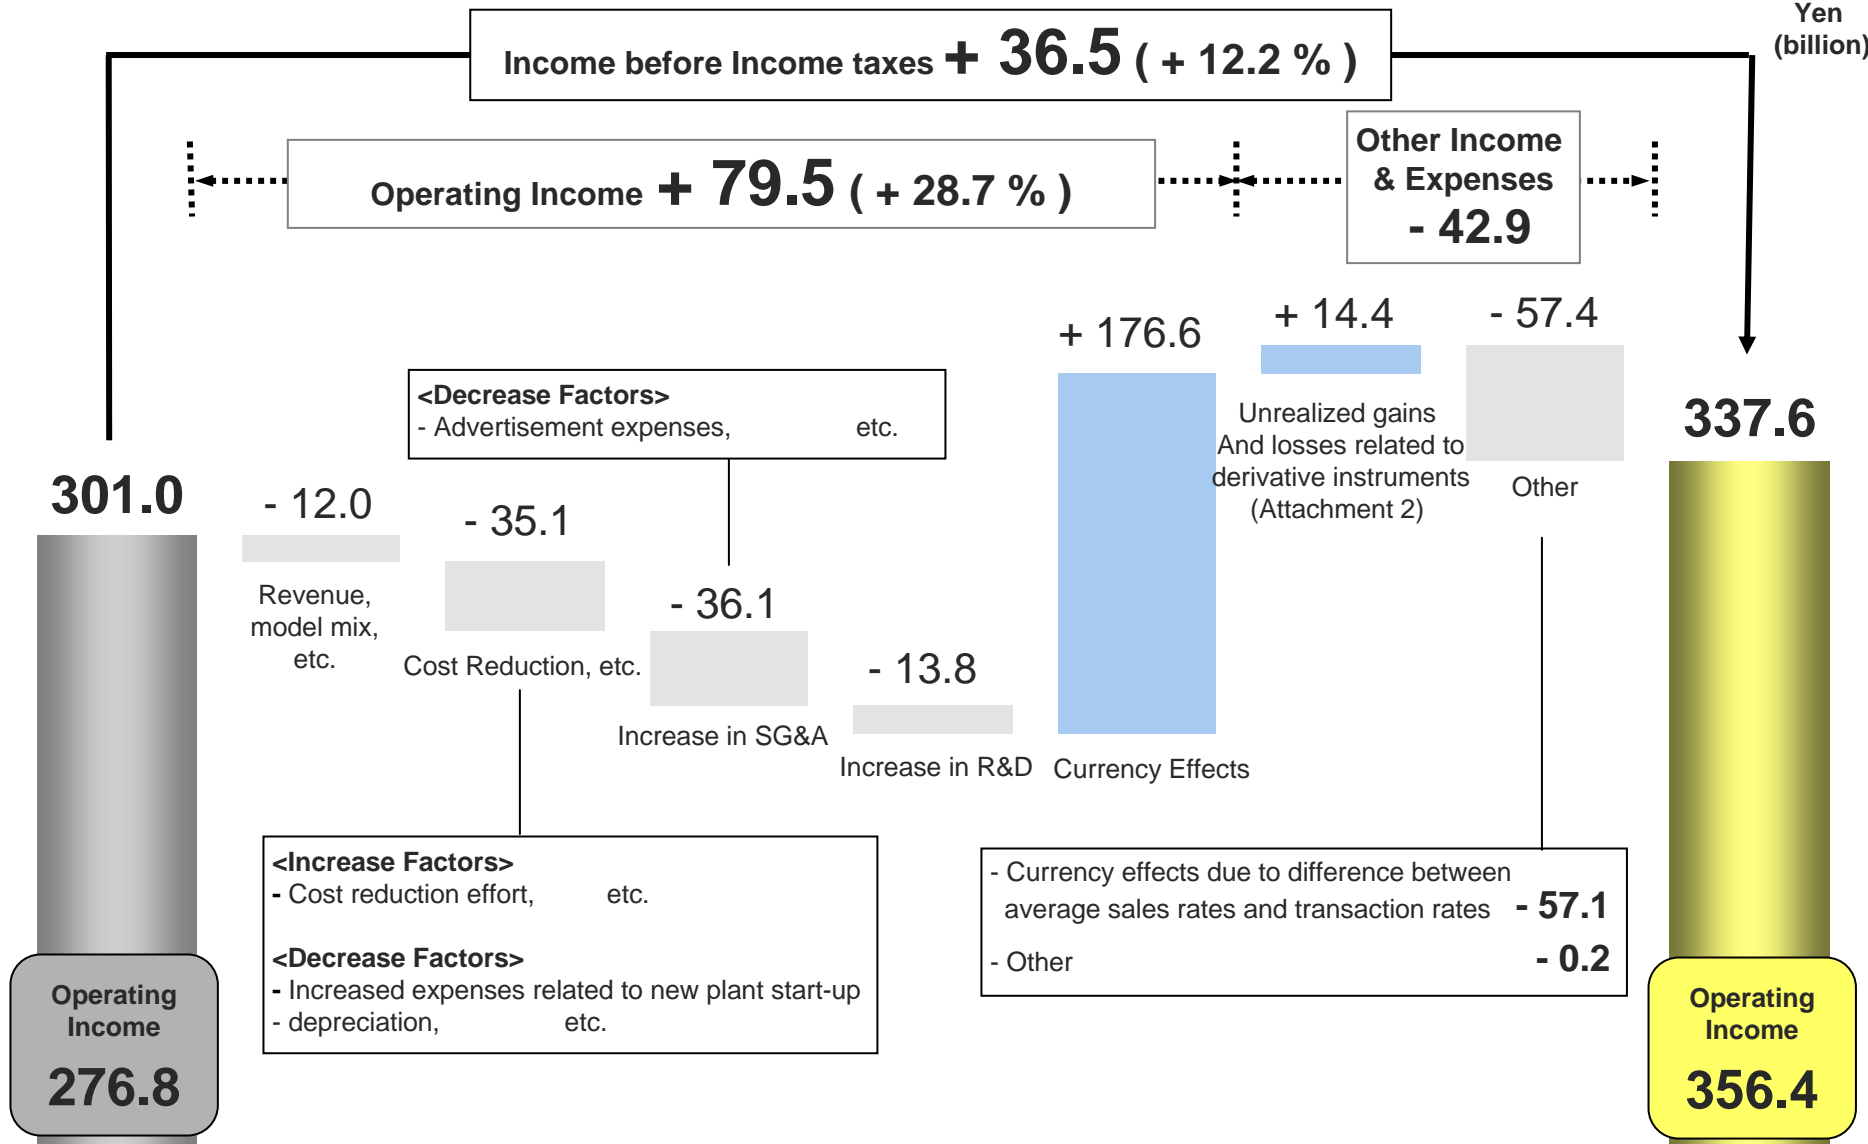 Yen
(billion)
Income before Income taxes + 36.5 ( + 12.2 % )
Operating Income + 79.5 ( + 28.7 % )
Other Income
& Expenses
- 42.9
301.0
- 12.0
Revenue,
model mix,
etc.
- 35.1
Cost Reduction, etc.
<Decrease Factors>
- Advertisement expenses, etc.
- 36.1
Increase in SG&A
- 13.8
Increase in R&D
+ 176.6
Currency Effects
+ 14.4
Unrealized gains
And losses related to
derivative instruments
(Attachment 2)
- 57.4
Other
337.6
<Increase Factors>
- Cost reduction effort, etc.
<Decrease Factors>
- Increased expenses related to new plant start-up
- depreciation, etc.
- Currency effects due to difference between
average sales rates and transaction rates - 57.1
- Other - 0.2
Operating
Income
276.8
Operating
Income
356.4